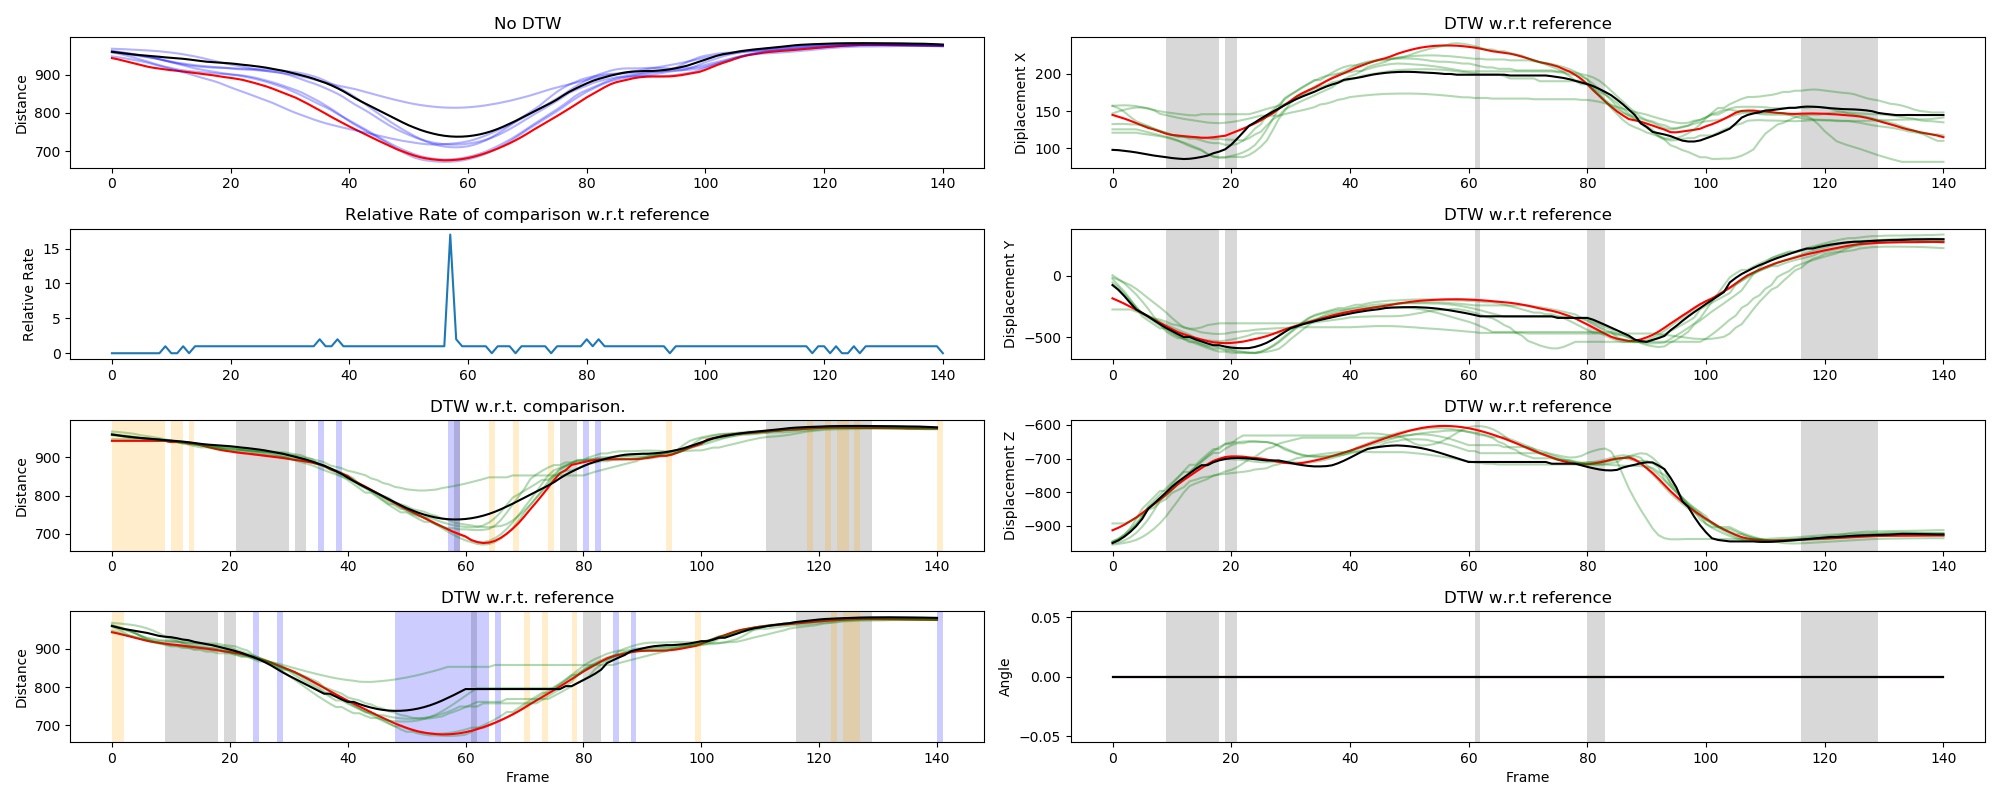 No DTW
Distance
900
800
700
0 20 40 60 80 100 120 140
Relative Rate of comparison w.r.t reference
Relative Rate
15
10
5
0
0 20 40 60 80 100 120 140
DTW w.r.t. comparison.
Distance
900
800
700
0 20 40 60 80 100 120 140
DTW w.r.t. reference
Distance
900
800
700
0 20 40 60 80 100 120 140
Frame
DTW w.r.t reference
Diplacement X
200
150
100
0 20 40 60 80 100 120 140
DTW w.r.t reference
Displacement Y
0
−500
0 20 40 60 80 100 120 140
DTW w.r.t reference
Displacement Z
−600
−700
−800
−900
0 20 40 60 80 100 120 140
DTW w.r.t reference
Angle
0.05
0.00
−0.05
0 20 40 60 80 100 120 140
Frame